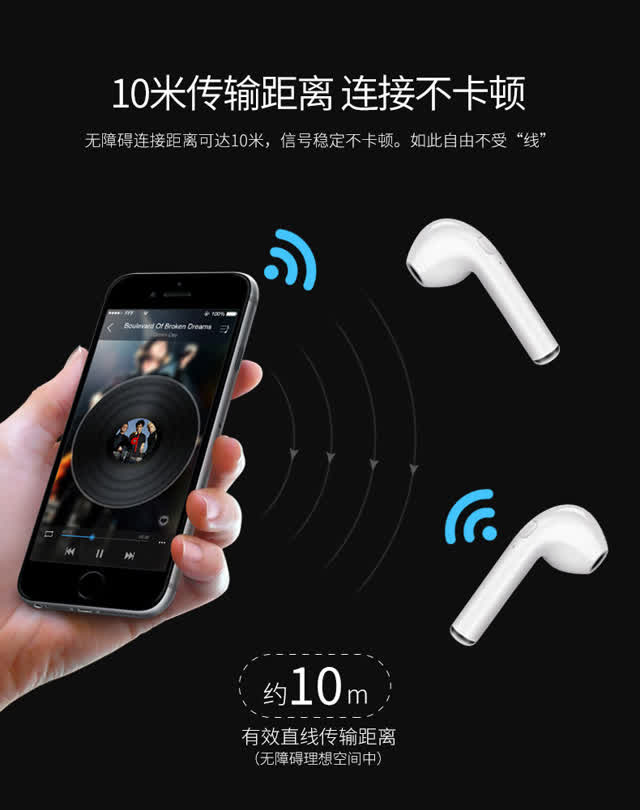 10米传输距离 连接不卡顿
无障碍连接距离可达10米，信号稳定不卡顿。如此自由不受“线”
100%
Boulevard Of Broken Dreams
Green Day
约10m
有效直线传输距离
（无障碍理想空间中）